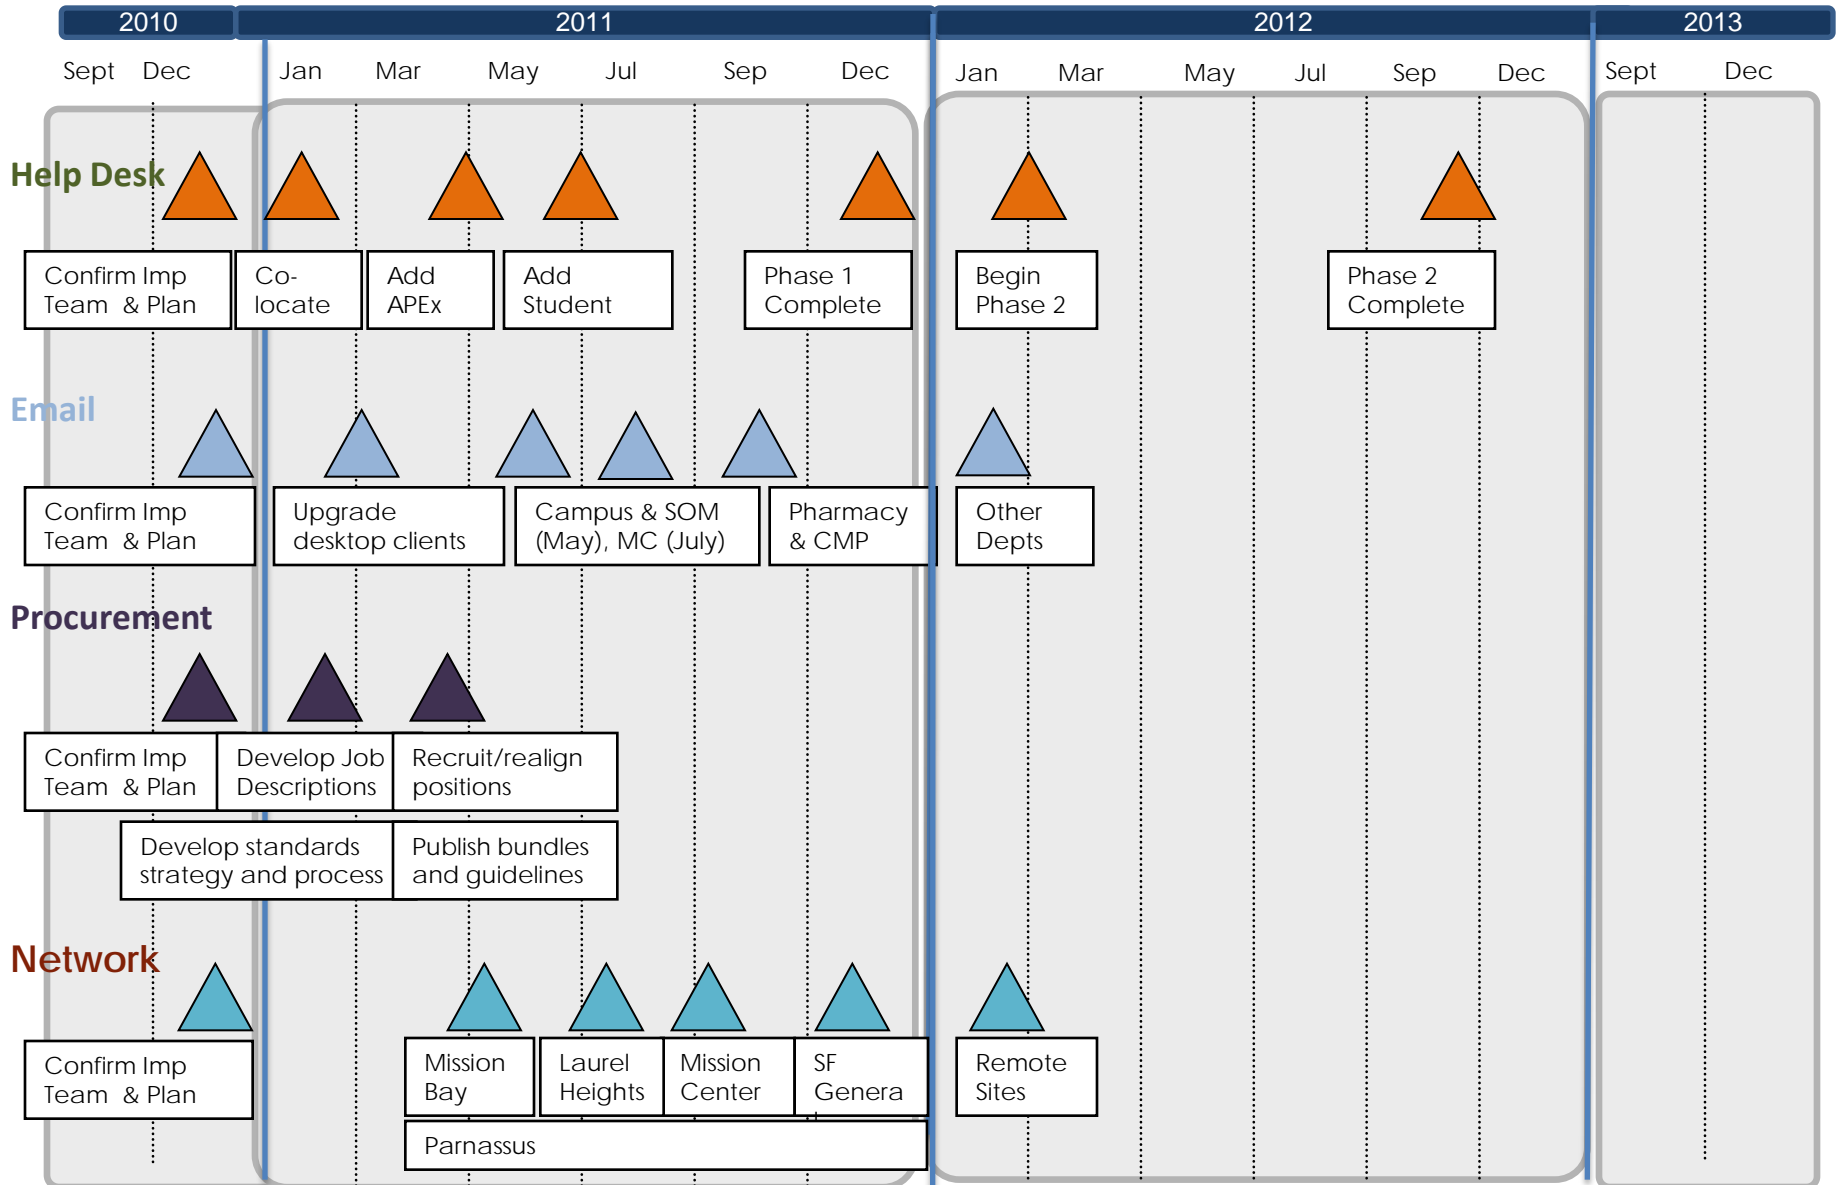 2010 2011 2012 2013
Sept Dec Jan Mar May Jul Sep Dec Jan Mar May Jul Sep Dec Sept Dec
Help Desk
Confirm Imp
Team & Plan
Co-
locate
Add
APEx
Add
Student
Phase 1
Complete
Begin
Phase 2
Phase 2
Complete
Email
Confirm Imp
Team & Plan
Upgrade
desktop clients
Campus & SOM
(May), MC (July)
Pharmacy
& CMP
Other
Depts
Procurement
Confirm Imp
Team & Plan
Develop Job
Descriptions
Recruit/realign
positions
Develop standards
strategy and process
Publish bundles
and guidelines
Network
Confirm Imp
Team & Plan
Mission
Bay
Laurel
Heights
Mission
Center
SF
Genera
l
Remote
Sites
Parnassus